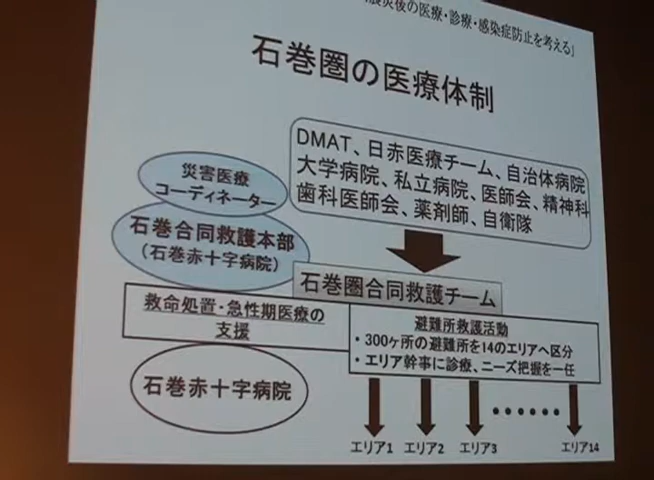 震災後の医療・診療・感染症防止を考える」
石巻圏の医療体制
DMAT、日赤医療チーム、自治体病院
大学病院、私立病院、医師会、精神科
歯科医師会、薬剤師、自衛隊
災害医療
コーディネーター
石巻合同救護本部
（石巻赤十字病院）
石巻圏合同救護チーム
救命処置・急性期医療の
支援
避難所救護活動
・300ヶ所の避難所を14のエリアへ区分
・エリア幹事に診療、ニーズ把握を一任
石巻赤十字病院
エリア1
エリア2
エリア3
エリア14